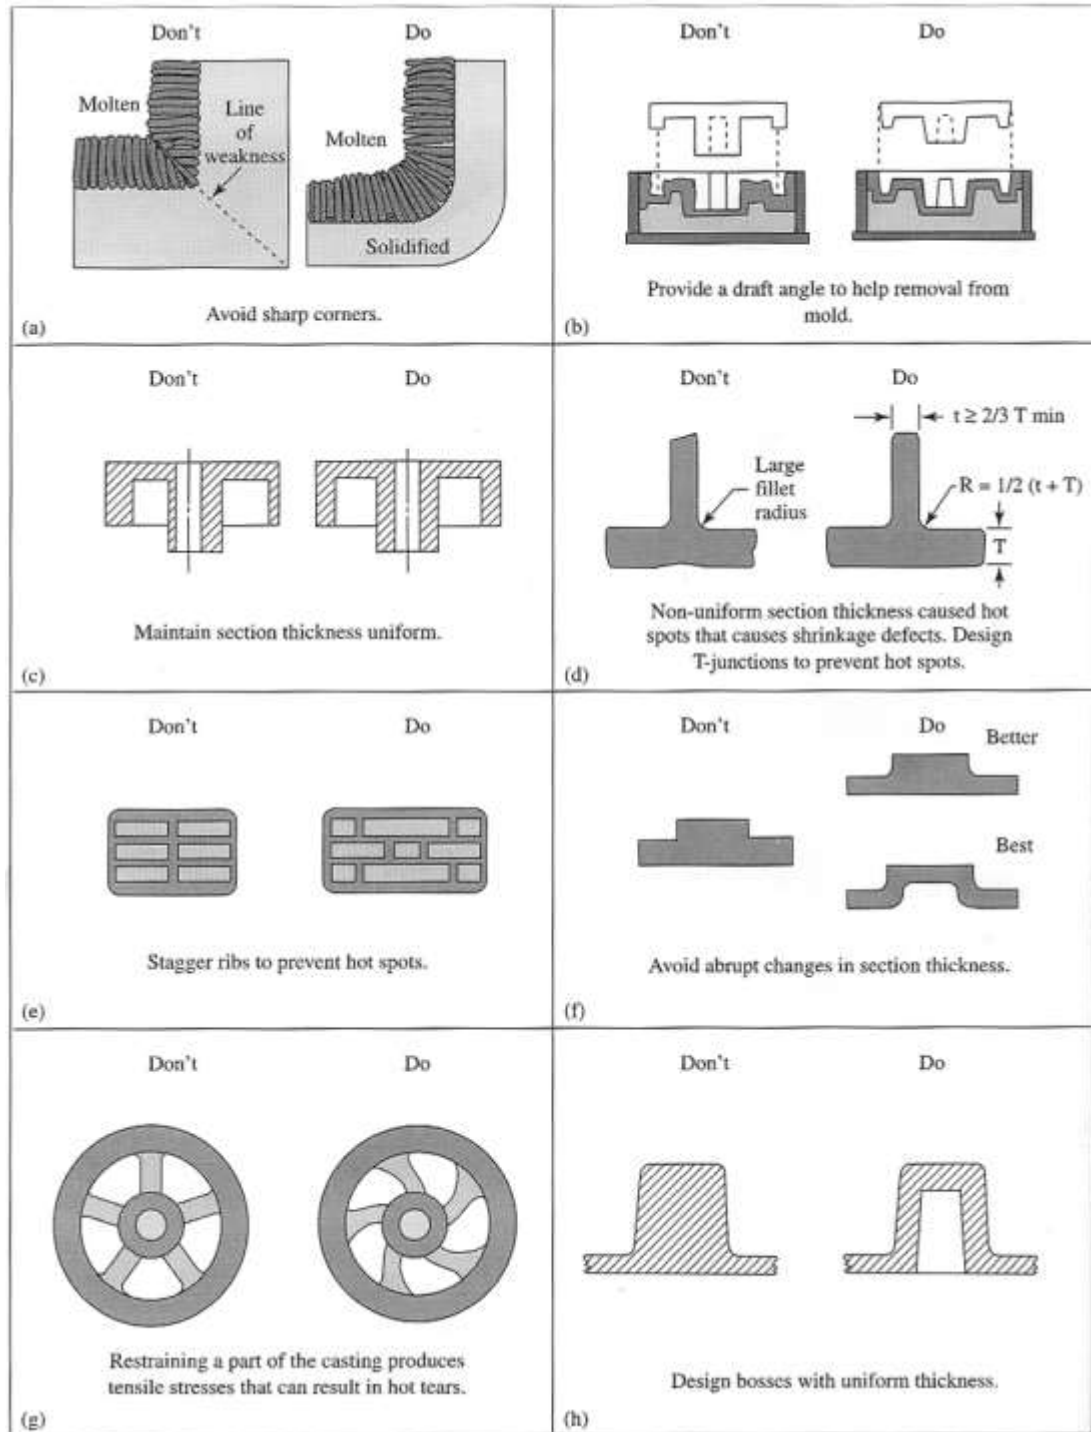 Don't
Do
Molten
Line
of
weakness
Molten
Solidified
Avoid sharp corners.
(a)
Don't
Do
Provide a draft angle to help removal from
mold.
(b)
Don't
Do
Maintain section thickness uniform.
(c)
Don't
Do
t ≥ 2/3 T min
Large
fillet
radius
R = 1/2 (t + T)
T
Non-uniform section thickness caused hot
spots that causes shrinkage defects. Design
T-junctions to prevent hot spots.
(d)
Don't
Do
Stagger ribs to prevent hot spots.
(e)
Don't
Do
Better
Best
Avoid abrupt changes in section thickness.
(f)
Don't
Do
Restraining a part of the casting produces
tensile stresses that can result in hot tears.
(g)
Don't
Do
Design bosses with uniform thickness.
(h)